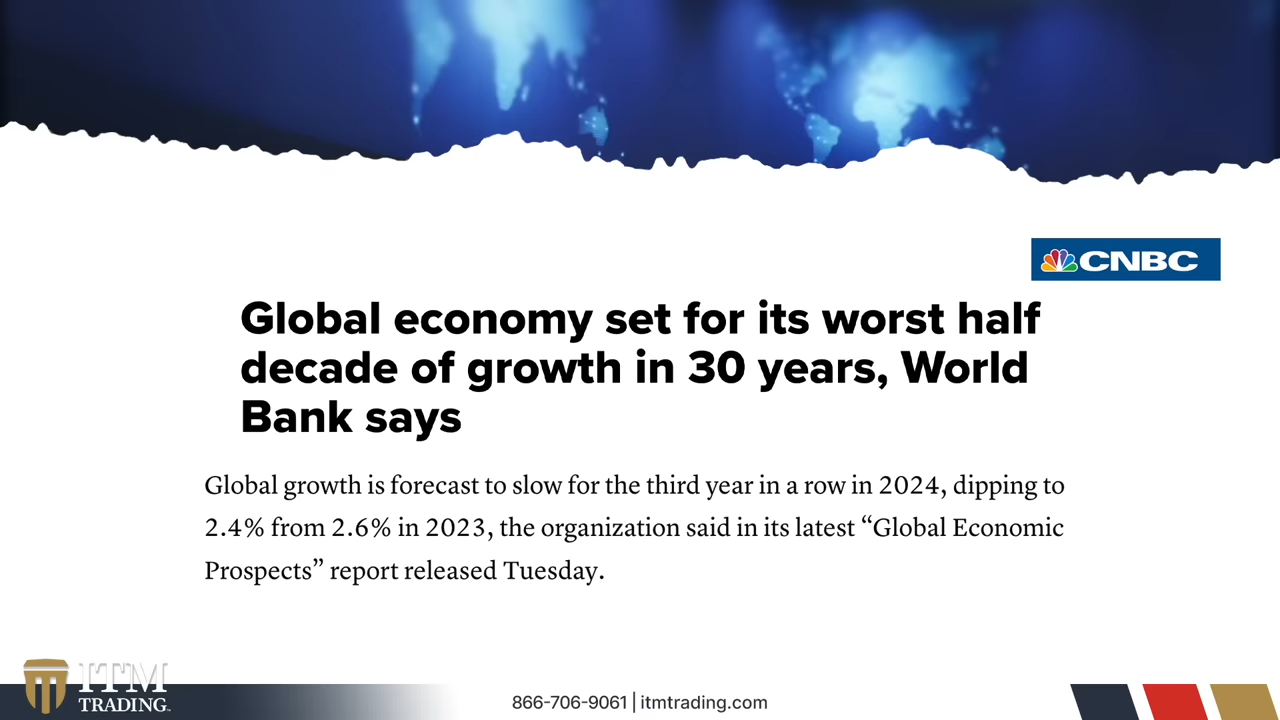 CNBC
Global economy set for its worst half
decade of growth in 30 years, World
Bank says
Global growth is forecast to slow for the third year in a row in 2024, dipping to
2.4% from 2.6% in 2023, the organization said in its latest “Global Economic
Prospects” report released Tuesday.
ITM
TRADING™
866-706-9061 | itmtrading.com